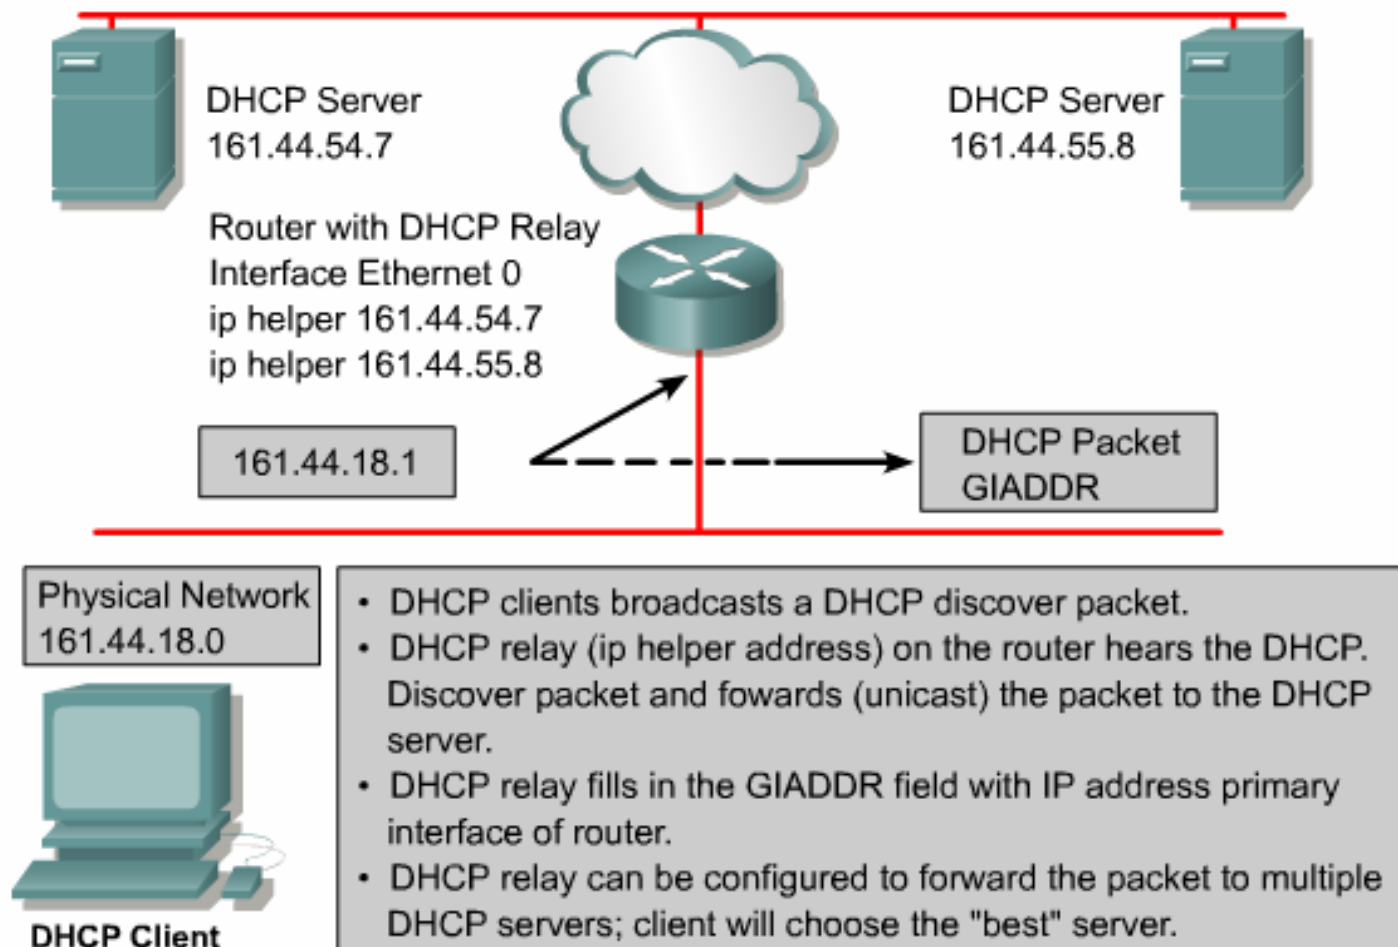 DHCP Server
161.44.54.7
DHCP Server
161.44.55.8
Router with DHCP Relay
Interface Ethernet 0
ip helper 161.44.54.7
ip helper 161.44.55.8
161.44.18.1
DHCP Packet
GIADDR
Physical Network
161.44.18.0
DHCP Client
• DHCP clients broadcasts a DHCP discover packet.
• DHCP relay (ip helper address) on the router hears the DHCP.
Discover packet and fowards (unicast) the packet to the DHCP
server.
• DHCP relay fills in the GIADDR field with IP address primary
interface of router.
• DHCP relay can be configured to forward the packet to multiple
DHCP servers; client will choose the "best" server.